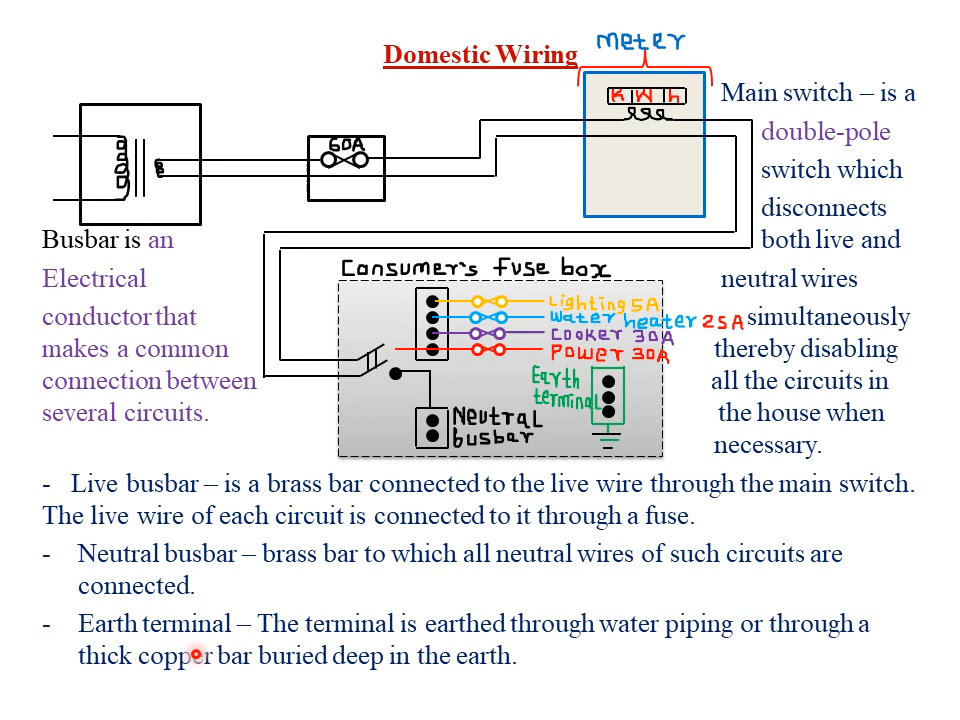 Domestic Wiring
meter
KWh
60A
Main switch – is a
double-pole
switch which
disconnects
both live and
neutral wires
simultaneously
thereby disabling
all the circuits in
the house when
necessary.
Busbar is an
Electrical
conductor that
makes a common
connection between
several circuits.
Consumer's fuse box
Lighting 5A
Water heater 25A
Cooker 30A
Power 30A
Earth
terminal
Neutral
busbar
- Live busbar – is a brass bar connected to the live wire through the main switch.
The live wire of each circuit is connected to it through a fuse.
- Neutral busbar – brass bar to which all neutral wires of such circuits are
connected.
- Earth terminal – The terminal is earthed through water piping or through a
thick copper bar buried deep in the earth.